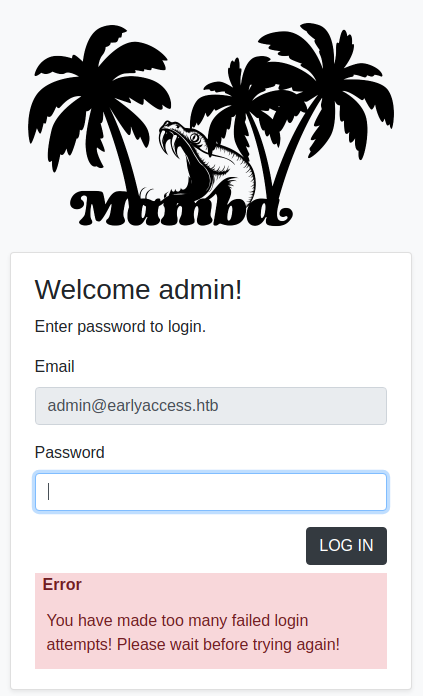 Mamba
Welcome admin!
Enter password to login.
Email
admin@earlyaccess.htb
Password
LOG IN
Error
You have made too many failed login
attempts! Please wait before trying again!